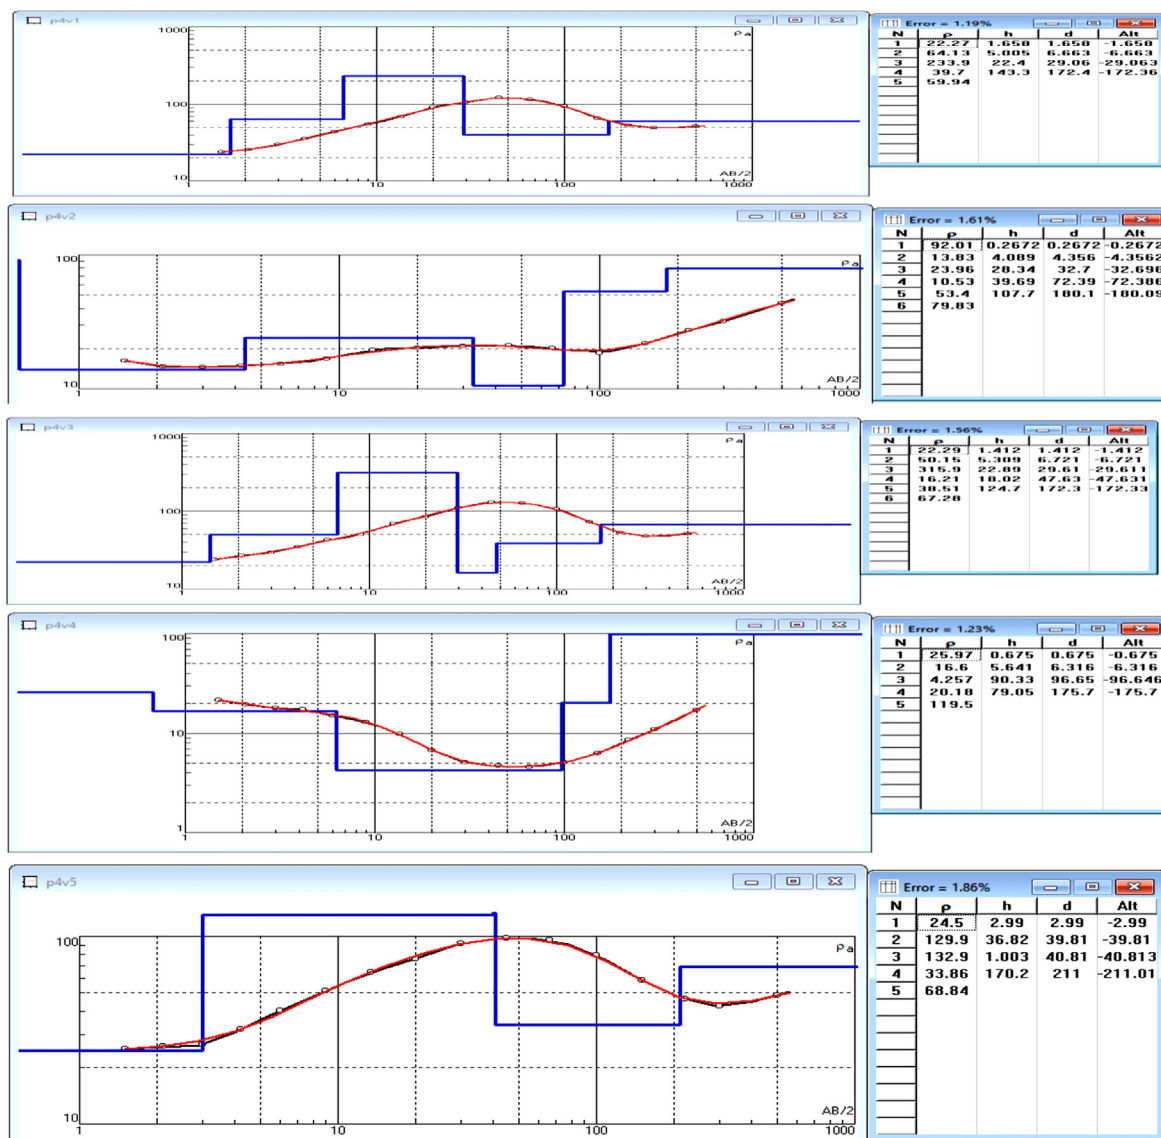 p4v1
1000
ρa
100
10
AB/2
1 10 100 1000
Error = 1.19%
N ρ h d Alt
1 22.27 1.658 1.658 -1.658
2 64.13 5.005 6.663 -6.663
3 233.9 22.4 29.06 -29.063
4 39.7 143.3 172.4 -172.36
5 59.94
p4v2
100
ρa
10
AB/2
1 10 100 1000
Error = 1.61%
N ρ h d Alt
1 92.01 0.2672 0.2672 -0.2672
2 13.83 4.089 4.356 -4.3562
3 23.96 28.34 32.7 -32.696
4 10.53 39.69 72.39 -72.386
5 53.4 107.7 180.1 -180.09
6 79.83
p4v3
1000
ρa
100
10
AB/2
1 10 100 1000
Error = 1.56%
N ρ h d Alt
1 22.29 1.412 1.412 -1.412
2 50.15 5.309 6.721 -6.721
3 315.9 22.89 29.61 -29.611
4 16.21 18.02 47.63 -47.631
5 38.51 124.7 172.3 -172.33
6 67.28
p4v4
100
ρa
10
1
AB/2
1 10 100 1000
Error = 1.23%
N ρ h d Alt
1 25.97 0.675 0.675 -0.675
2 16.6 5.641 6.316 -6.316
3 4.257 90.33 96.65 -96.646
4 20.18 79.05 175.7 -175.7
5 119.5
p4v5
100
ρa
10
AB/2
1 10 100 1000
Error = 1.86%
N ρ h d Alt
1 24.5 2.99 2.99 -2.99
2 129.9 36.82 39.81 -39.81
3 132.9 1.003 40.81 -40.813
4 33.86 170.2 211 -211.01
5 68.84